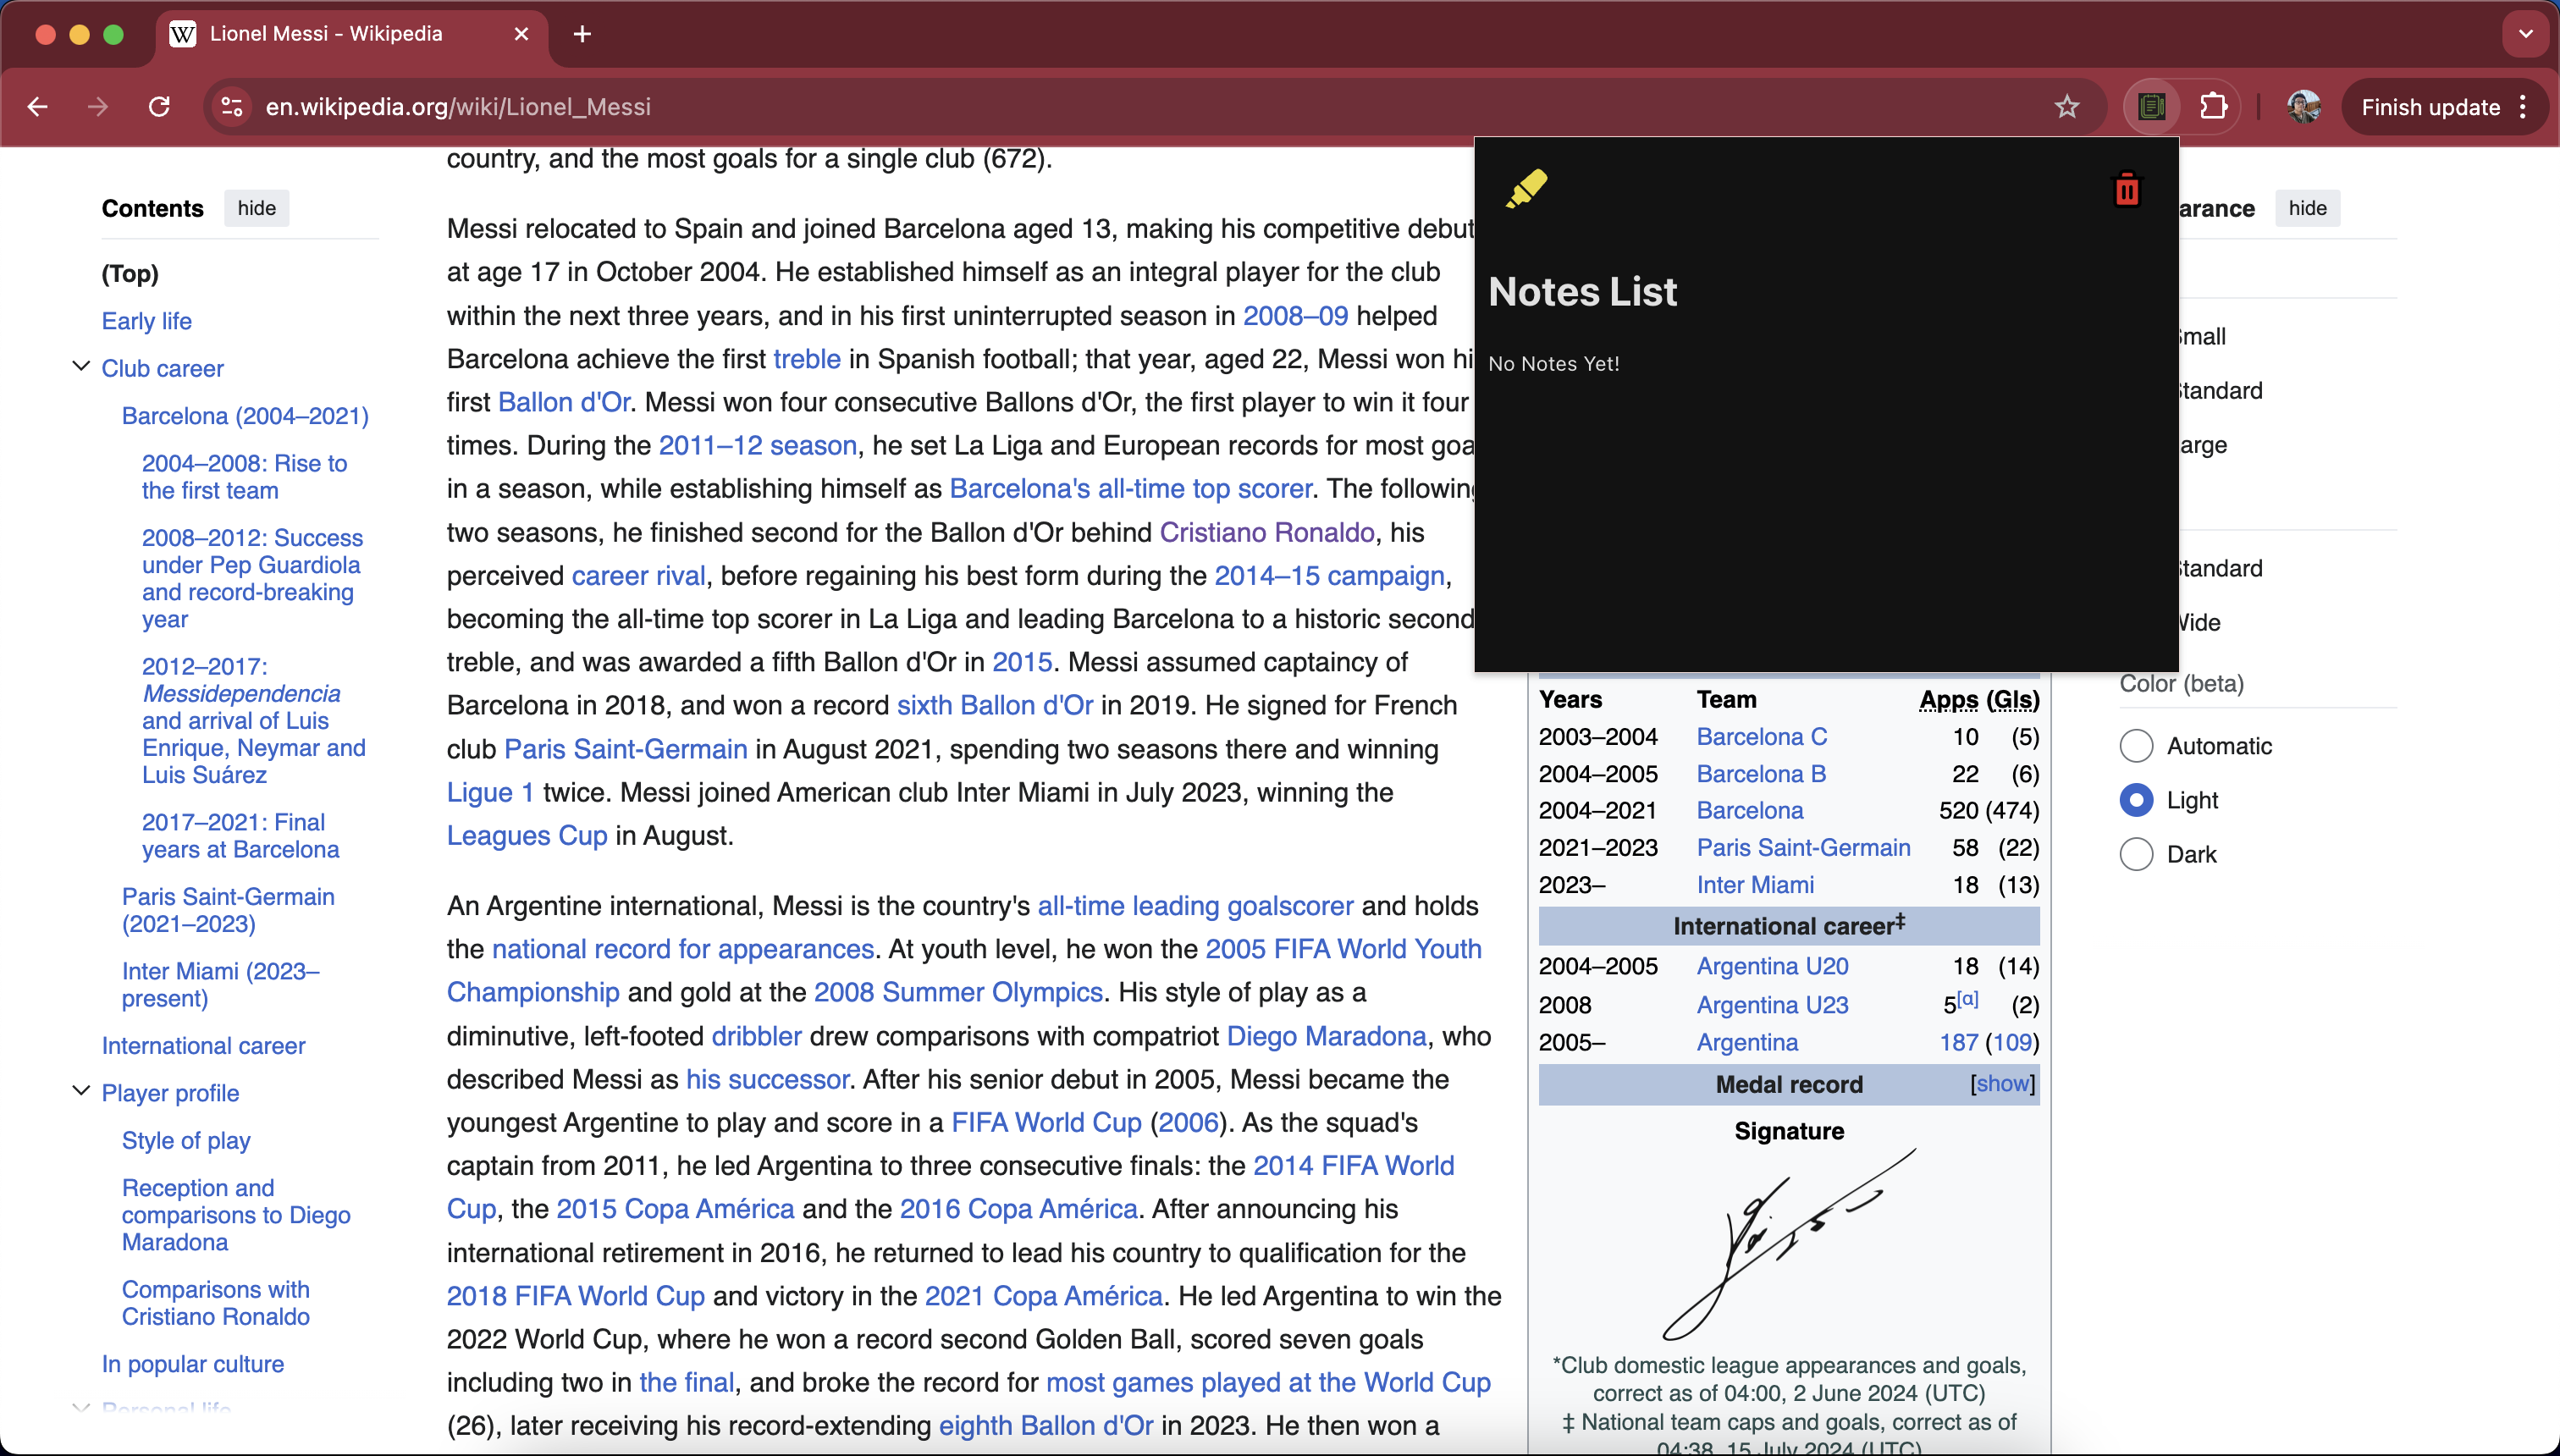 Lionel Messi - Wikipedia
en.wikipedia.org/wiki/Lionel_Messi
Finish update
Contents
hide
(Top)
Early life
Club career
Barcelona (2004–2021)
2004–2008: Rise to
the first team
2008–2012: Success
under Pep Guardiola
and record-breaking
year
2012–2017:
Messidependencia
and arrival of Luis
Enrique, Neymar and
Luis Suárez
2017–2021: Final
years at Barcelona
Paris Saint-Germain
(2021–2023)
Inter Miami (2023–
present)
International career
Player profile
Style of play
Reception and
comparisons to Diego
Maradona
Comparisons with
Cristiano Ronaldo
In popular culture
Personal life
country, and the most goals for a single club (672).
Messi relocated to Spain and joined Barcelona aged 13, making his competitive debut
at age 17 in October 2004. He established himself as an integral player for the club
within the next three years, and in his first uninterrupted season in 2008–09 helped
Barcelona achieve the first treble in Spanish football; that year, aged 22, Messi won hi
first Ballon d'Or. Messi won four consecutive Ballons d'Or, the first player to win it four
times. During the 2011–12 season, he set La Liga and European records for most goa
in a season, while establishing himself as Barcelona's all-time top scorer. The following
two seasons, he finished second for the Ballon d'Or behind Cristiano Ronaldo, his
perceived career rival, before regaining his best form during the 2014–15 campaign,
becoming the all-time top scorer in La Liga and leading Barcelona to a historic second
treble, and was awarded a fifth Ballon d'Or in 2015. Messi assumed captaincy of
Barcelona in 2018, and won a record sixth Ballon d'Or in 2019. He signed for French
club Paris Saint-Germain in August 2021, spending two seasons there and winning
Ligue 1 twice. Messi joined American club Inter Miami in July 2023, winning the
Leagues Cup in August.
An Argentine international, Messi is the country's all-time leading goalscorer and holds
the national record for appearances. At youth level, he won the 2005 FIFA World Youth
Championship and gold at the 2008 Summer Olympics. His style of play as a
diminutive, left-footed dribbler drew comparisons with compatriot Diego Maradona, who
described Messi as his successor. After his senior debut in 2005, Messi became the
youngest Argentine to play and score in a FIFA World Cup (2006). As the squad's
captain from 2011, he led Argentina to three consecutive finals: the 2014 FIFA World
Cup, the 2015 Copa América and the 2016 Copa América. After announcing his
international retirement in 2016, he returned to lead his country to qualification for the
2018 FIFA World Cup and victory in the 2021 Copa América. He led Argentina to win the
2022 World Cup, where he won a record second Golden Ball, scored seven goals
including two in the final, and broke the record for most games played at the World Cup
(26), later receiving his record-extending eighth Ballon d'Or in 2023. He then won a
Notes List
No Notes Yet!
Years Team Apps (Gls)
2003–2004 Barcelona C 10 (5)
2004–2005 Barcelona B 22 (6)
2004–2021 Barcelona 520 (474)
2021–2023 Paris Saint-Germain 58 (22)
2023– Inter Miami 18 (13)
International career‡
2004–2005 Argentina U20 18 (14)
2008 Argentina U23 5[α] (2)
2005– Argentina 187 (109)
Medal record [show]
Signature
*Club domestic league appearances and goals,
correct as of 04:00, 2 June 2024 (UTC)
‡ National team caps and goals, correct as of
04:38, 15 July 2024 (UTC)
arance
hide
mall
tandard
arge
tandard
ide
Color (beta)
Automatic
Light
Dark